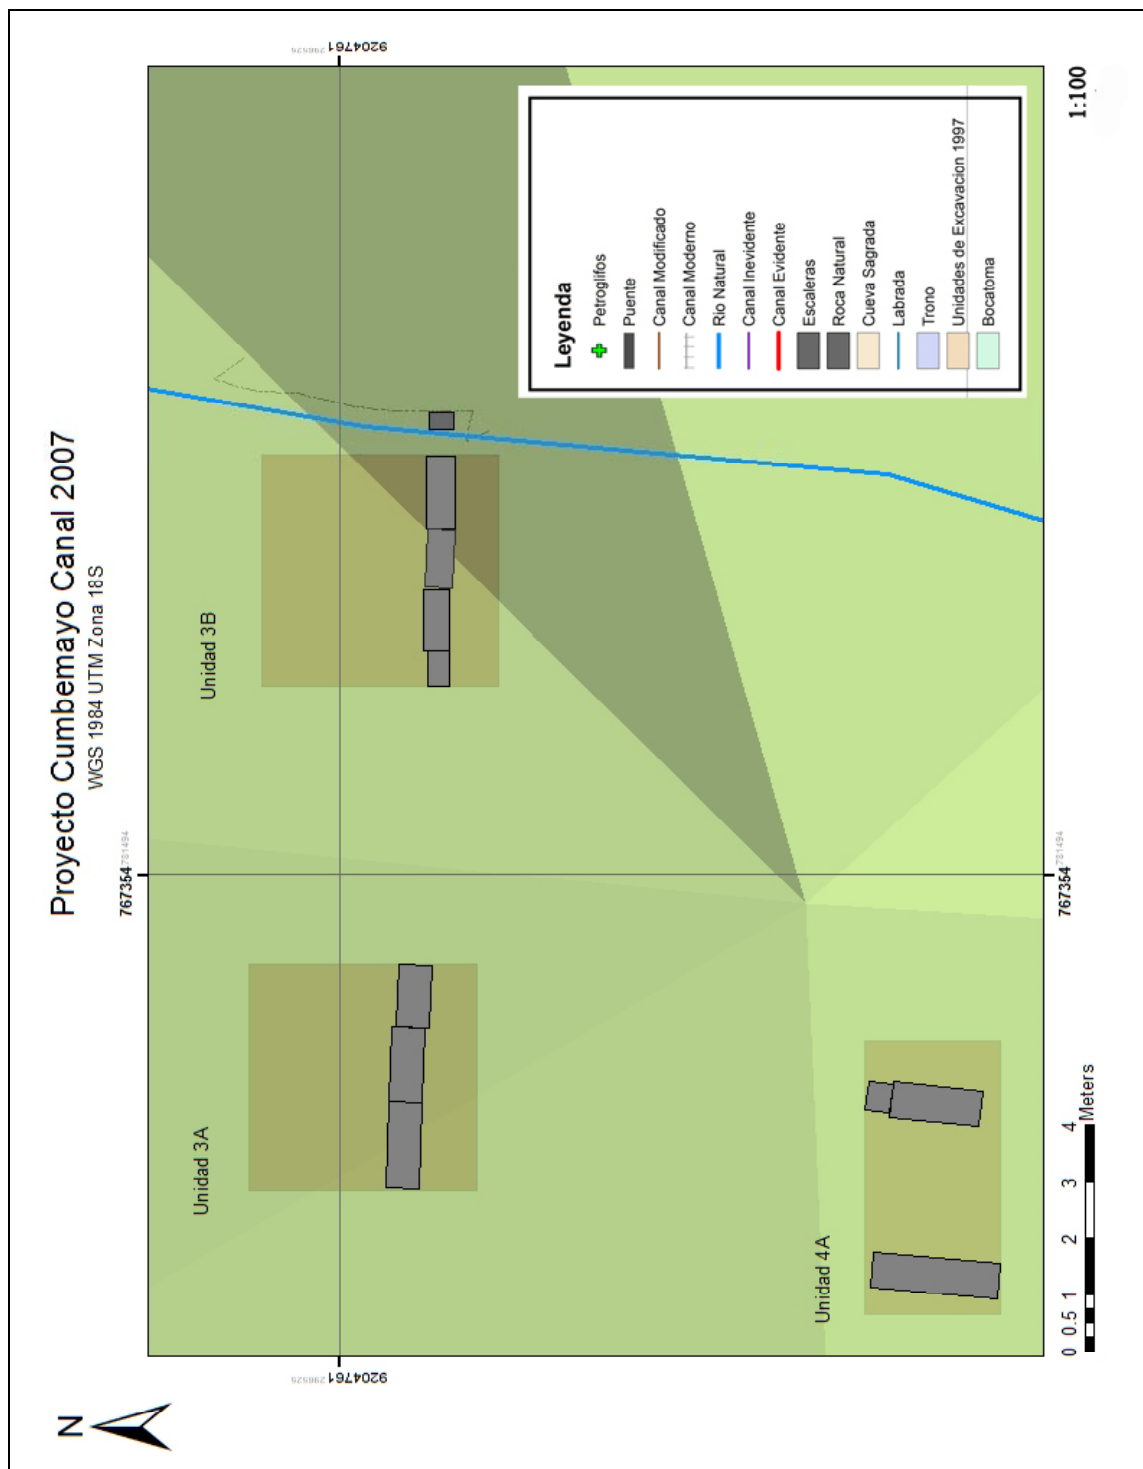 Proyecto Cumbemayo Canal 2007
WGS 1984 UTM Zona 18S
N
767354
781494
9204761
9204761
Unidad 3A
Unidad 3B
Unidad 4A
Leyenda
Petroglifos
Puente
Canal Modificado
Canal Moderno
Rio Natural
Canal Inevidente
Canal Evidente
Escaleras
Roca Natural
Cueva Sagrada
Labrada
Trono
Unidades de Excavacion 1997
Bocatoma
767354
781494
0 0.5 1 2 3 4
Meters
1:100